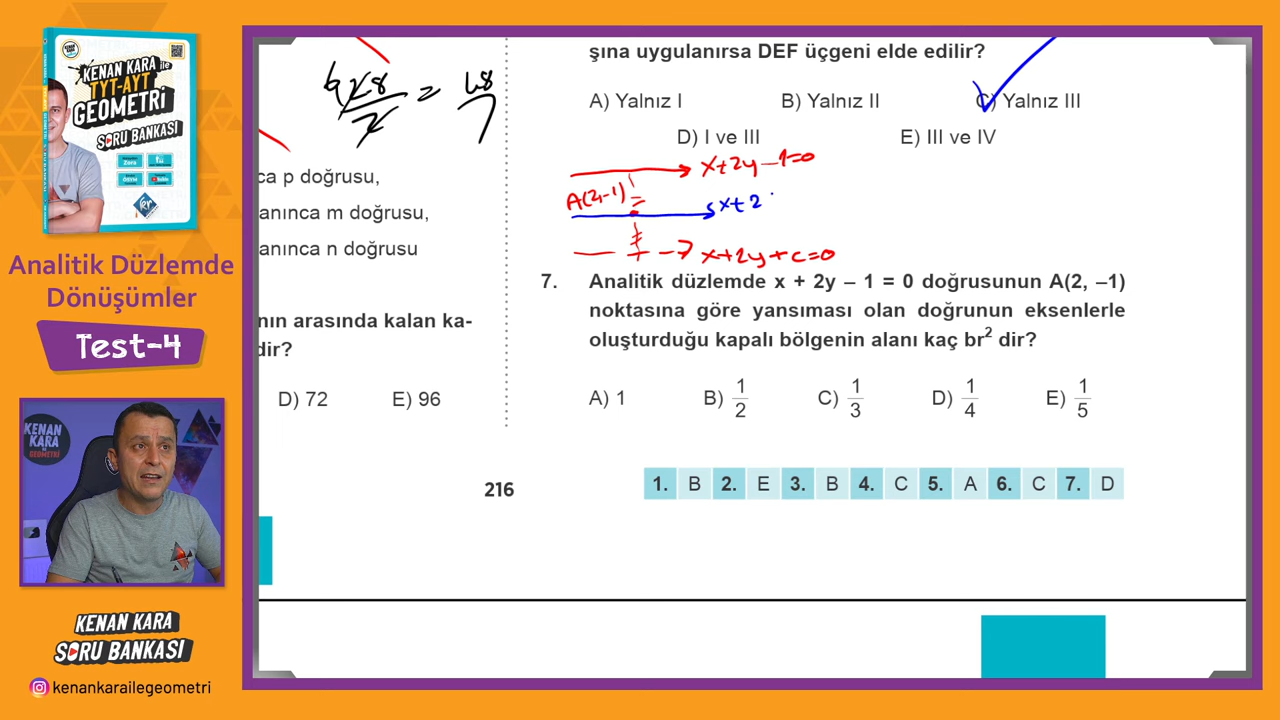 KENAN KARA ile
TYT-AYT
GEOMETRİ
SORU BANKASI
Analitik Düzlemde
Dönüşümler
Test-4
KENAN
KARA
GEOMETRİ
KENAN KARA
SORU BANKASI
kenankarailegeometri
ca p doğrusu,
anınca m doğrusu,
anınca n doğrusu
nın arasında kalan ka-
dir?
D) 72 E) 96
216
şına uygulanırsa DEF üçgeni elde edilir?
A) Yalnız I B) Yalnız II C) Yalnız III
D) I ve III E) III ve IV
x+2y-1=0
A(2,-1)
x+2
x+2y+c=0
7. Analitik düzlemde x + 2y – 1 = 0 doğrusunun A(2, –1)
noktasına göre yansıması olan doğrunun eksenlerle
oluşturduğu kapalı bölgenin alanı kaç br² dir?
A) 1 B) 1/2 C) 1/3 D) 1/4 E) 1/5
1. B 2. E 3. B 4. C 5. A 6. C 7. D